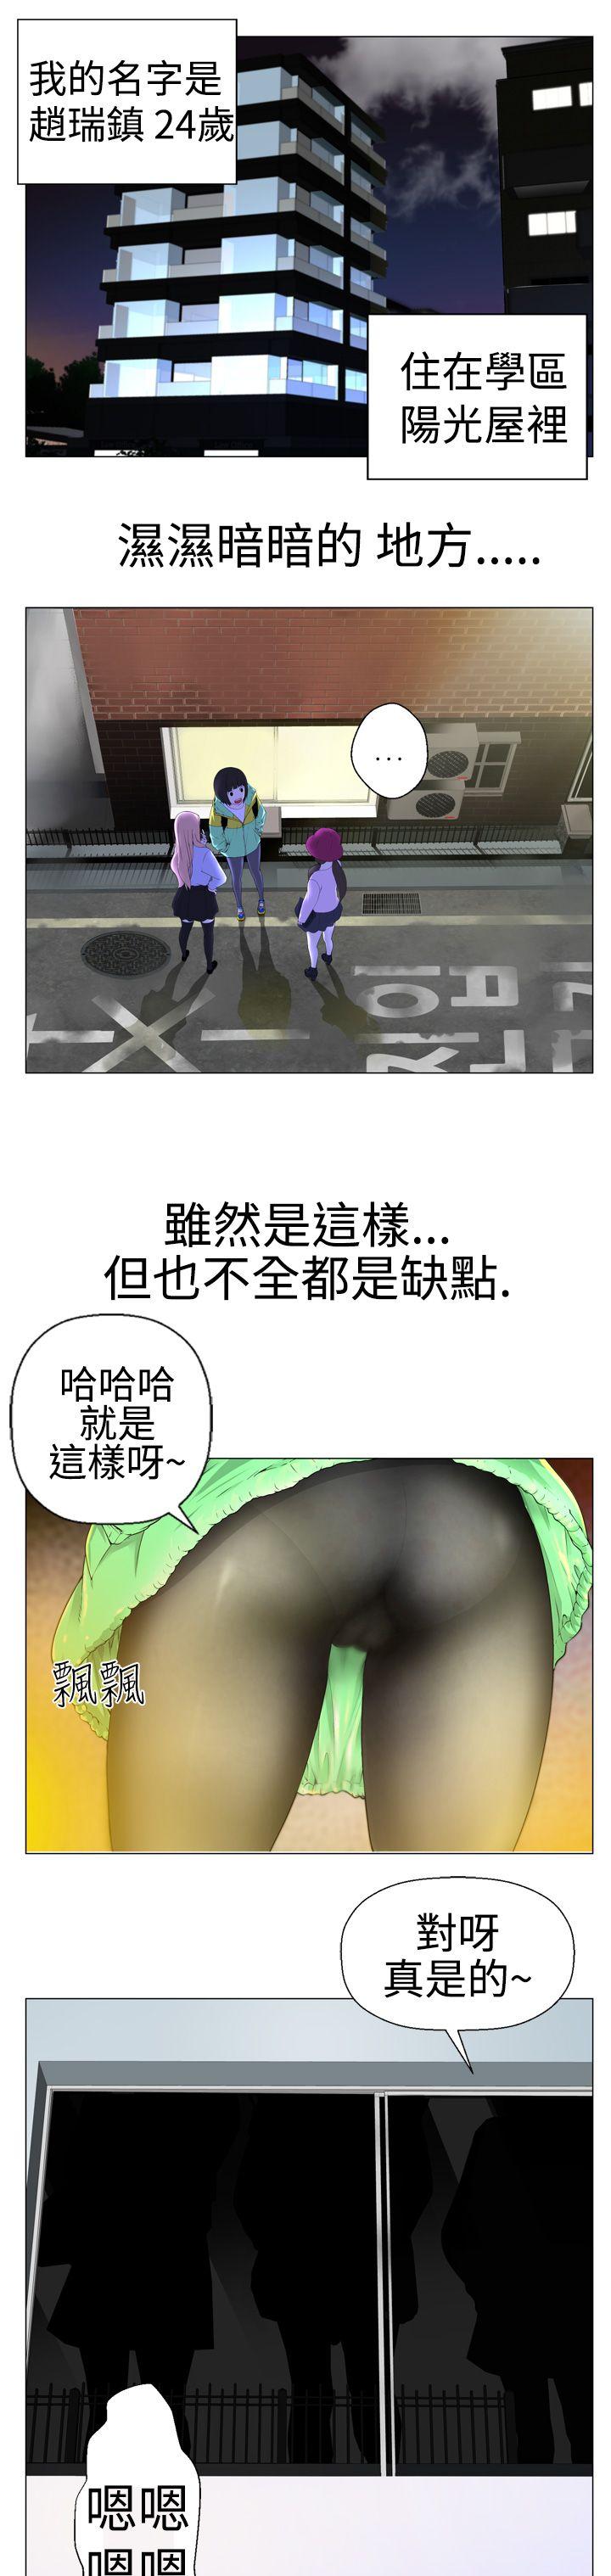 我的名字是
趙瑞鎮 24歲
住在學區
陽光屋裡
濕濕暗暗的 地方.....
...
雖然是這樣...
但也不全都是缺點.
哈哈哈
就是
這樣呀~
飄飄
對呀
真是的~
嗯嗯
嗯嗯